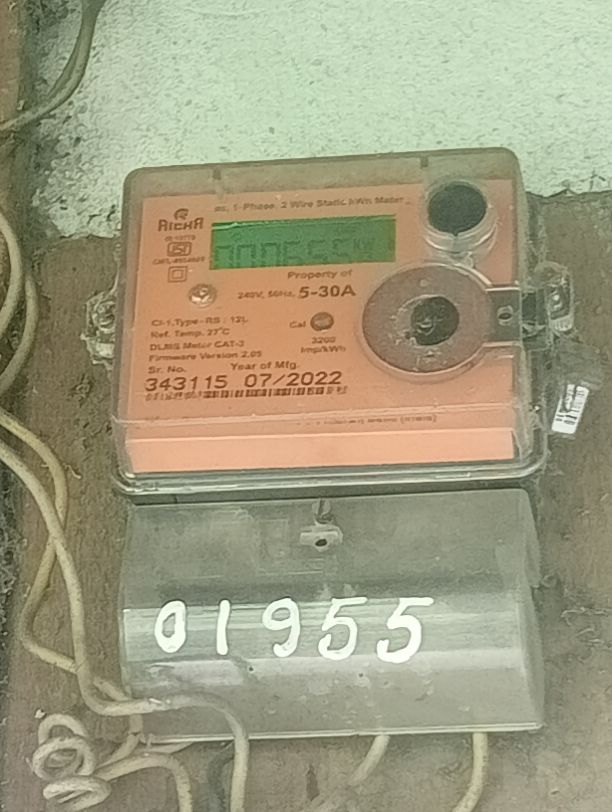 ac, 1-Phase, 2 Wire Static kWh Meter
RICHA
ISI
Property of
240V, 50Hz, 5-30A
Cl-1,Type-RS : 12L
Ref. Temp. 27°C
Cal
3200
imp/kWh
DLMS Meter CAT-3
Firmware Version 2.05
Sr. No. Year of Mfg.
343115 07/2022
01955